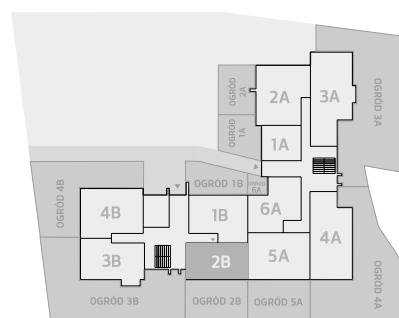 OGRÓD 2A
2A
3A
OGRÓD 3A
OGRÓD 1A
1A
OGRÓD 4B
OGRÓD 1B
OGRÓD 6A
4B
1B
6A
4A
3B
2B
5A
OGRÓD 3B
OGRÓD 2B
OGRÓD 5A
OGRÓD 4A